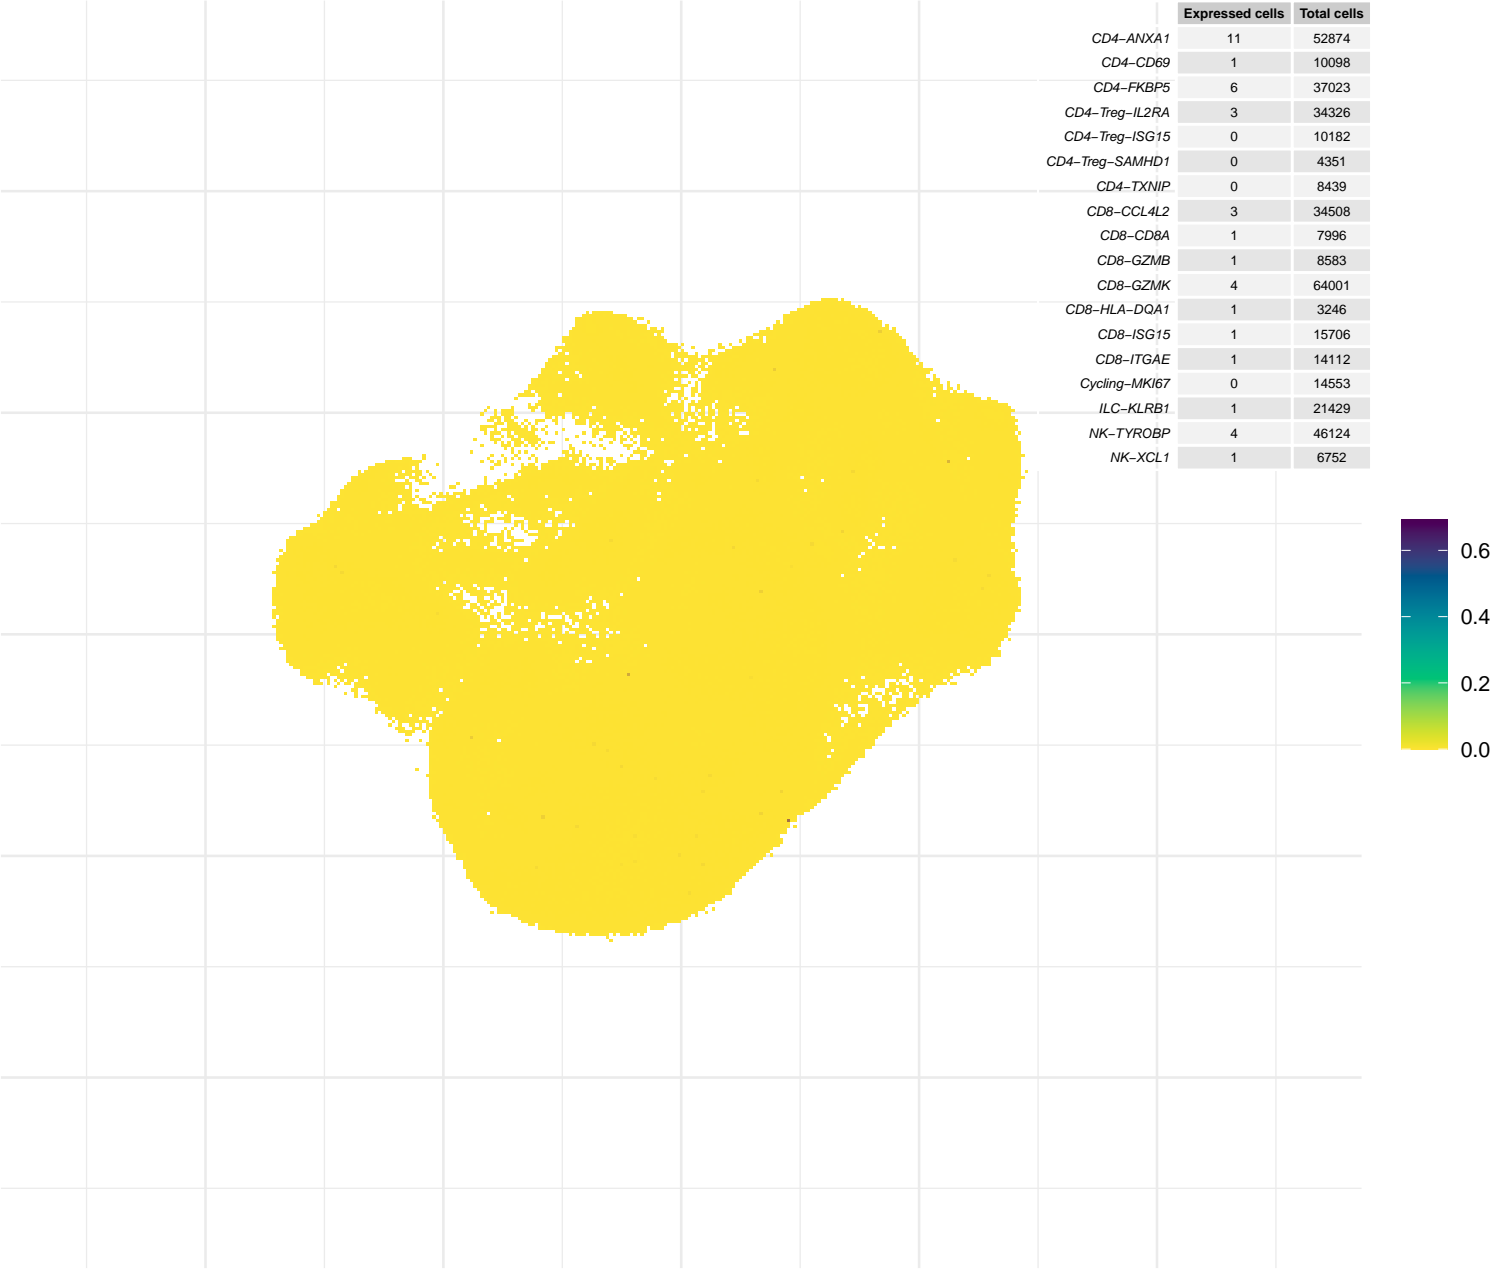 Expressed cells Total cells
CD4−ANXA1 11 52874
CD4−CD69 1 10098
CD4−FKBP5 6 37023
CD4−Treg−IL2RA 3 34326
CD4−Treg−ISG15 0 10182
CD4−Treg−SAMHD1 0 4351
CD4−TXNIP 0 8439
CD8−CCL4L2 3 34508
CD8−CD8A 1 7996
CD8−GZMB 1 8583
CD8−GZMK 4 64001
CD8−HLA−DQA1 1 3246
CD8−ISG15 1 15706
CD8−ITGAE 1 14112
Cycling−MKI67 0 14553
ILC−KLRB1 1 21429
NK−TYROBP 4 46124
NK−XCL1 1 6752
0.6
0.4
0.2
0.0